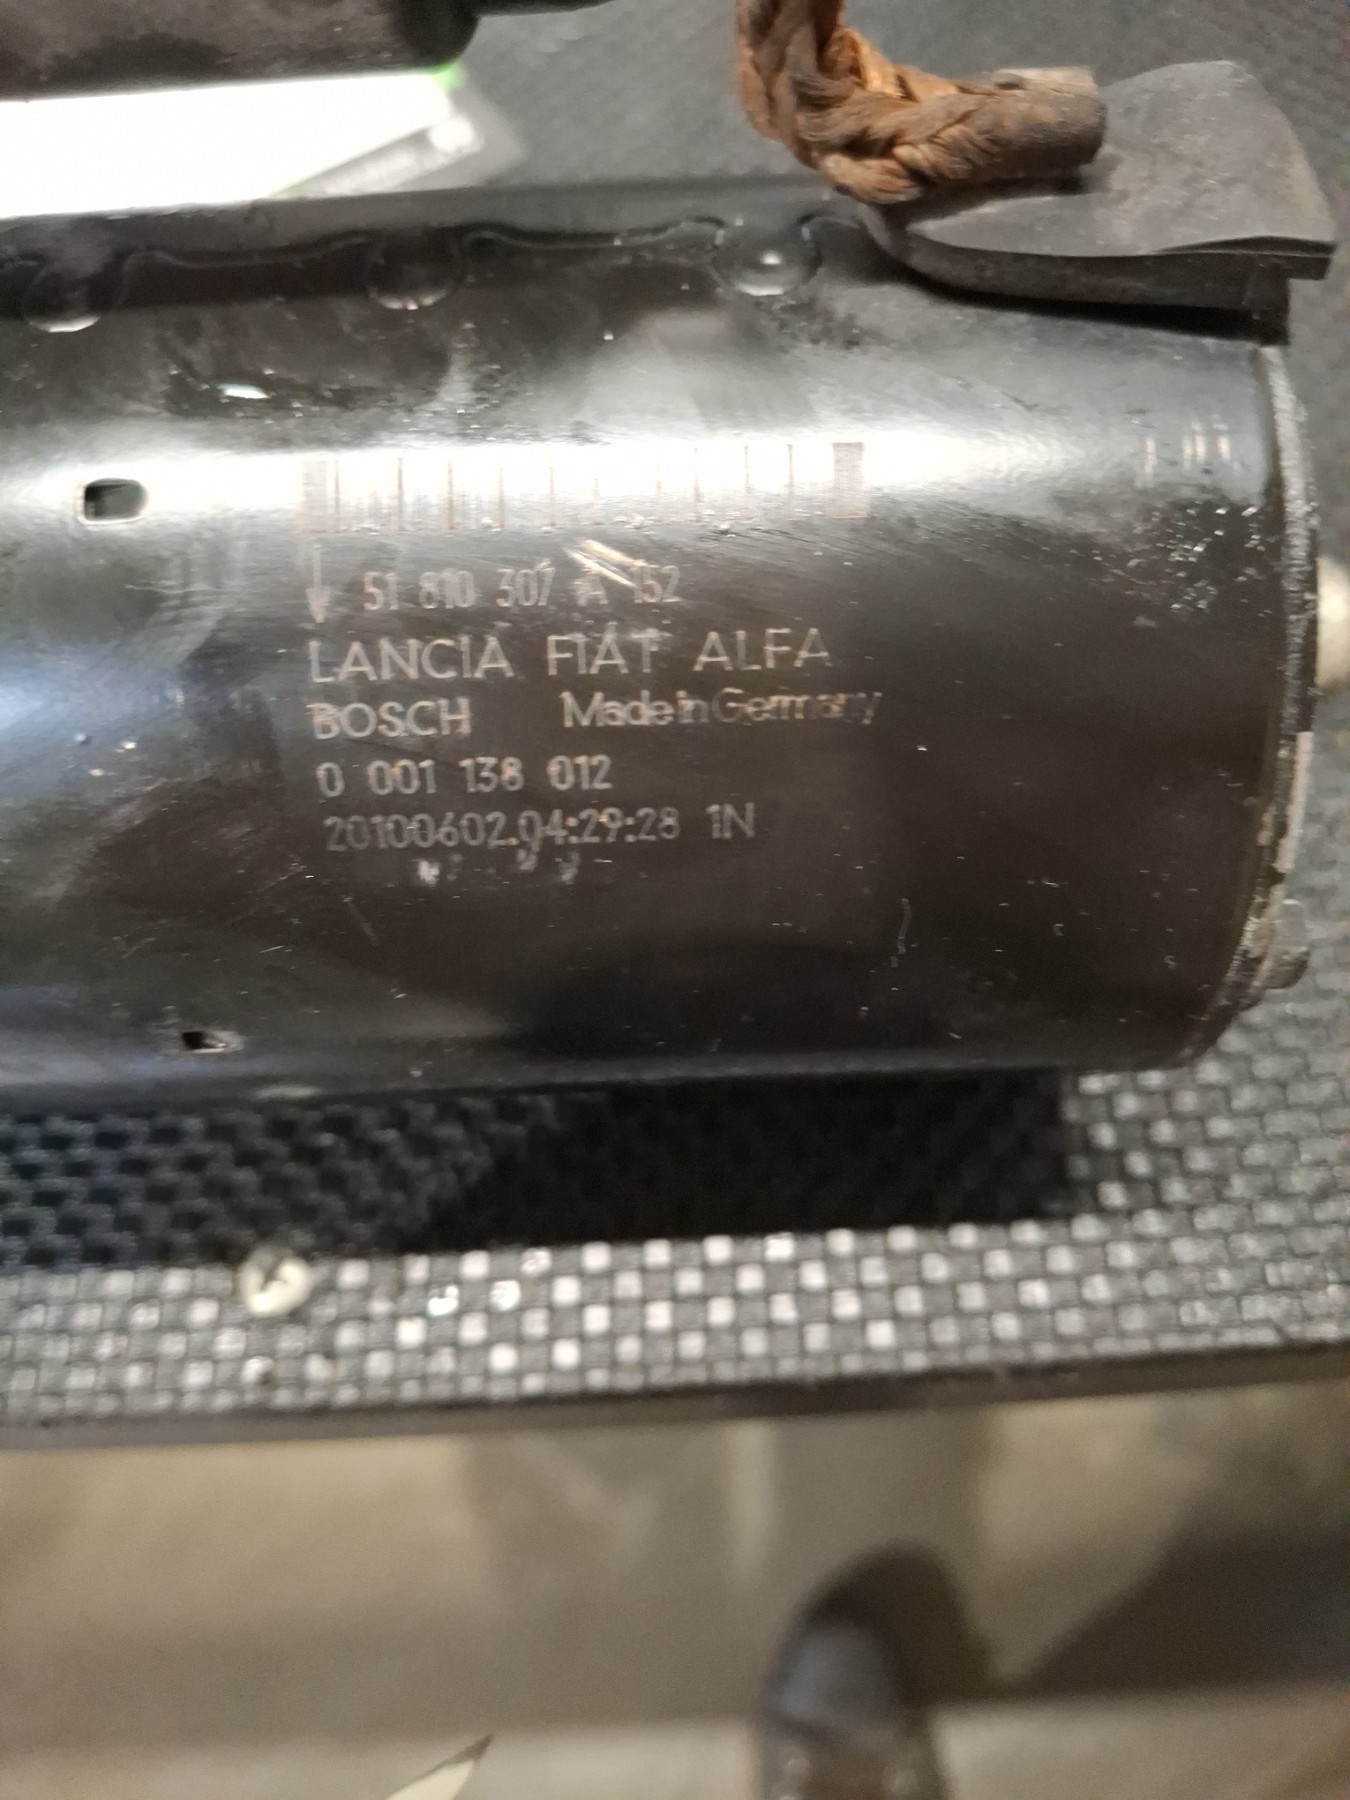 51 810 307 A 152
LANCIA FIAT ALFA
BOSCH Made in Germany
0 001 138 012
20100602.04:29:28 1N